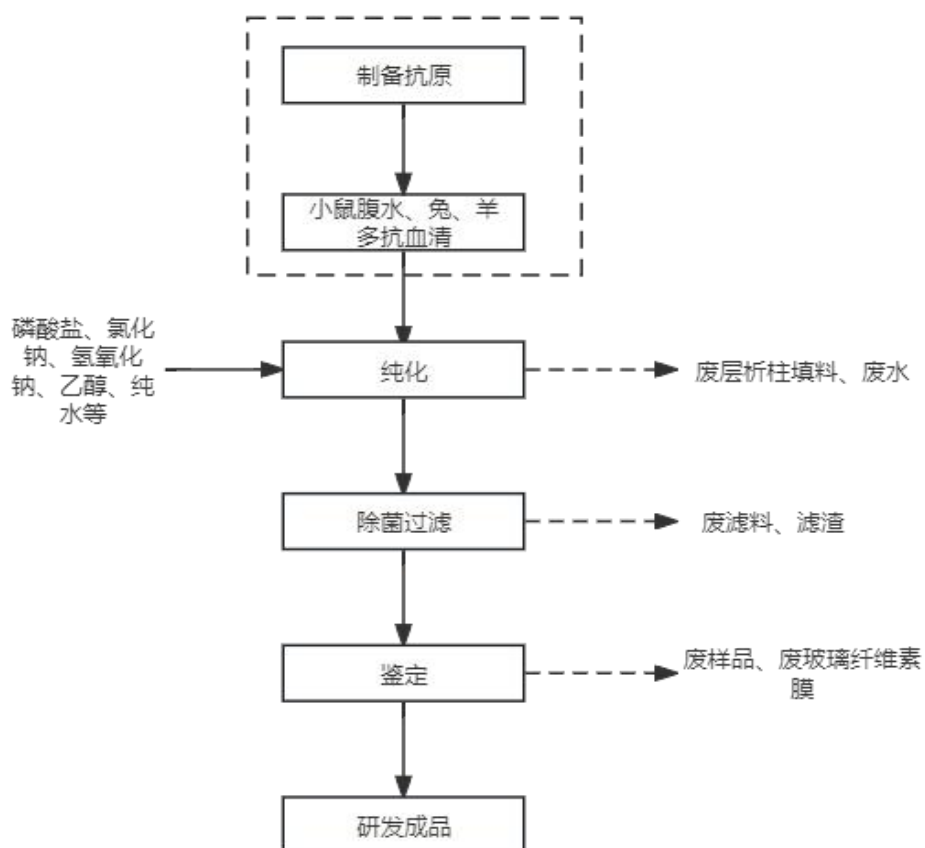 制备抗原
小鼠腹水、兔、羊
多抗血清
磷酸盐、氯化
钠、氢氧化
钠、乙醇、纯
水等
纯化
废层析柱填料、废水
除菌过滤
废滤料、滤渣
鉴定
废样品、废玻璃纤维素
膜
研发成品